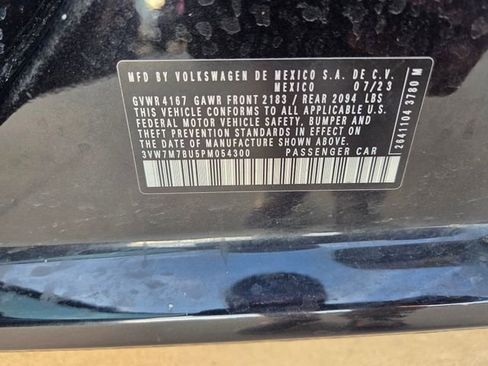 MFD BY VOLKSWAGEN DE MEXICO S.A. DE C.V.
MEXICO 07/23
GVWR 4167 GAWR FRONT 2183 / REAR 2094 LBS
THIS VEHICLE CONFORMS TO ALL APPLICABLE U.S.
FEDERAL MOTOR VEHICLE SAFETY, BUMPER AND
THEFT PREVENTION STANDARDS IN EFFECT ON
THE DATE OF MANUFACTURE SHOWN ABOVE.
3VW7M7BU5PM054300 PASSENGER CAR
2641104 3780 M